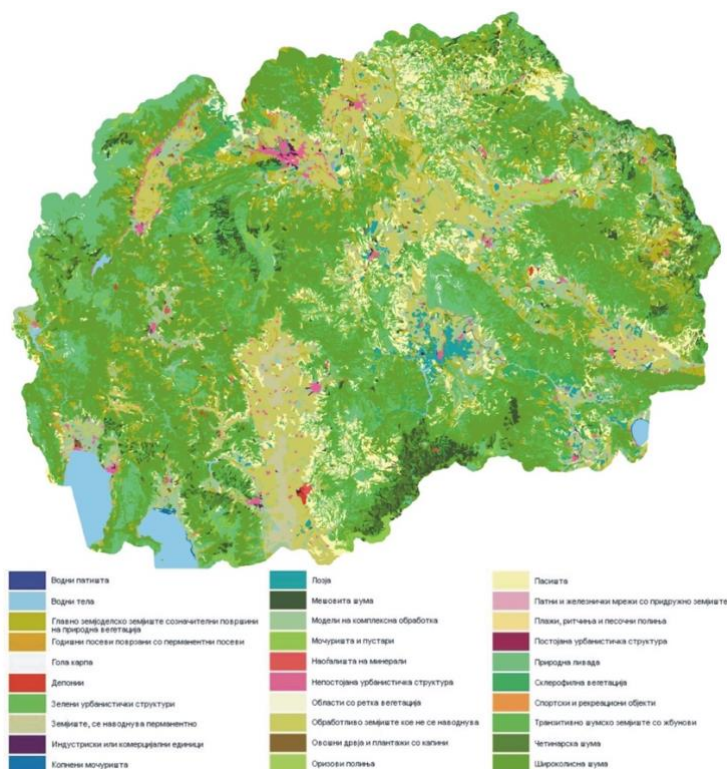 Водни патишта
Водни тела
Главно земјоделско земјиште сознателни површини
на природна вегетација
Годишни посеви поврзани со перманентни посеви
Гола карпа
Депонии
Зелени урбанистички структури
Земјиште, се наводнува перманентно
Индустриски или комерцијални единици
Копнени мочуришта
Лозја
Мешовита шума
Модели на комплексна обработка
Мочуришта и пустари
Наоѓалишта на минерали
Непостојана урбанистичка структура
Области со ретка вегетација
Обработливо земјиште кое не се наводнува
Овошни дрвја и плантажи со капини
Оризови полиња
Пасишта
Патни и железнички мрежи со придружно земјиште
Плажи, ритчиња и песочни полиња
Постојана урбанистичка структура
Природна ливада
Склерофилна вегетација
Спортски и рекреациони објекти
Транзитивно шумско земјиште со жбунови
Четинарска шума
Широколисна шума